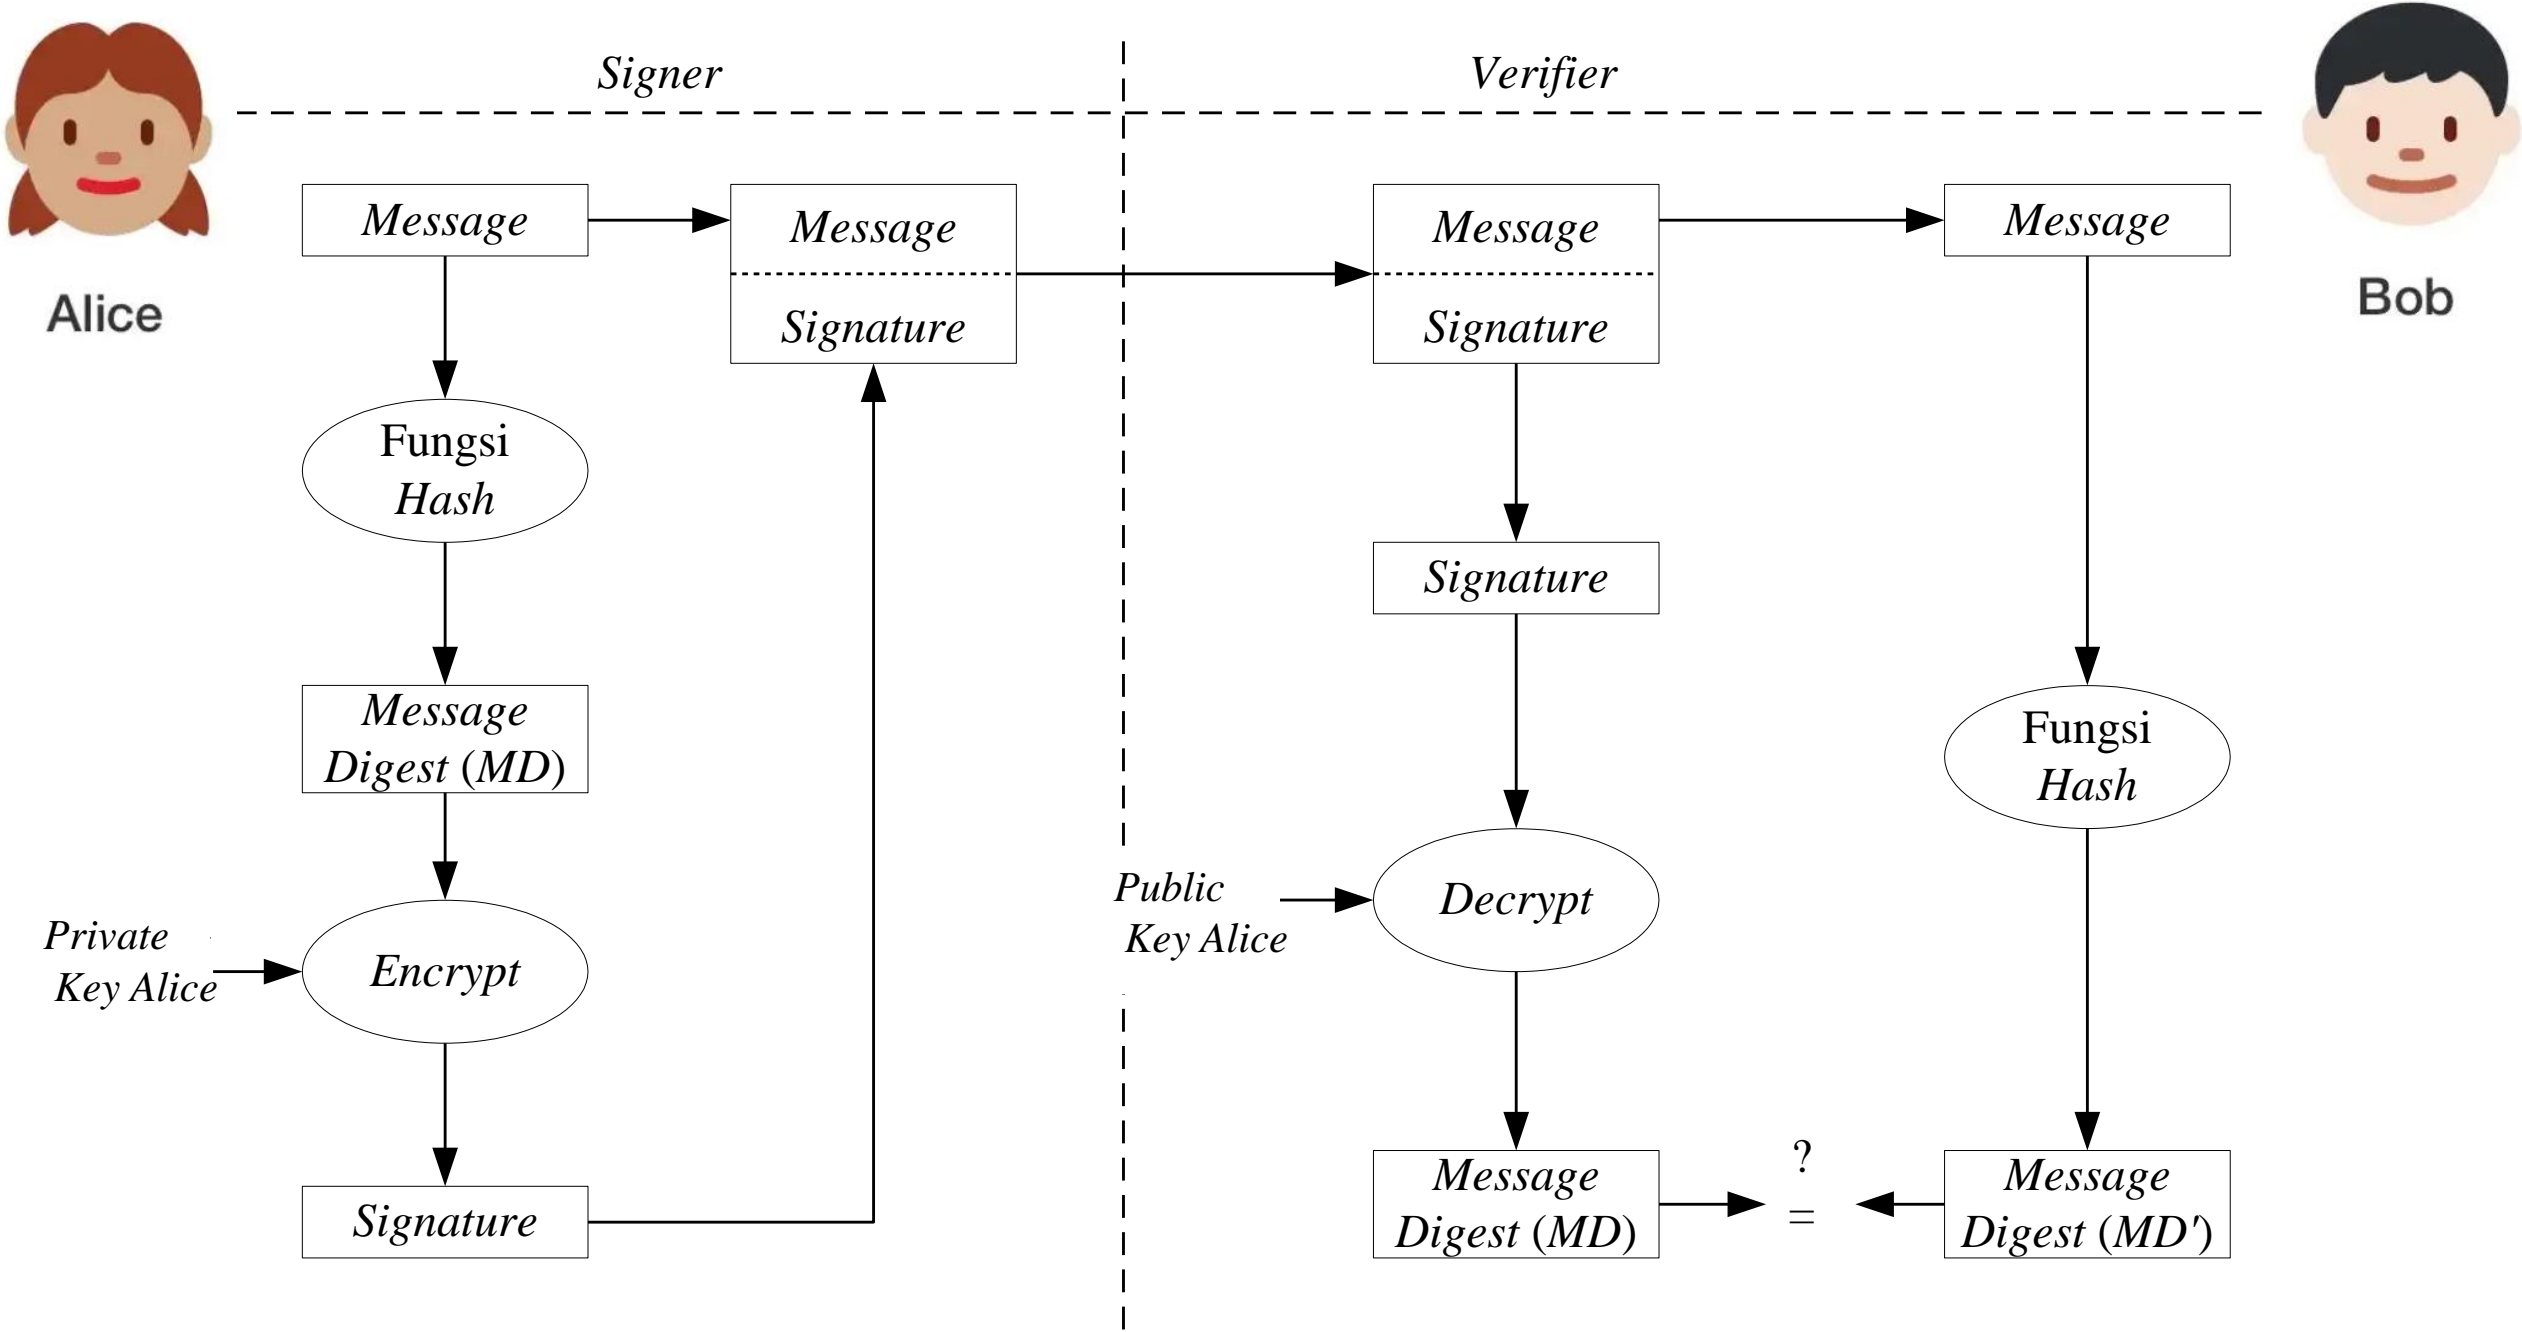 Signer
Verifier
Alice
Bob
Message
Message
Signature
Fungsi
Hash
Message
Digest (MD)
Private
Key Alice
Encrypt
Signature
Message
Signature
Message
Signature
Fungsi
Hash
Public
Key Alice
Decrypt
Message
Digest (MD)
?
=
Message
Digest (MD')